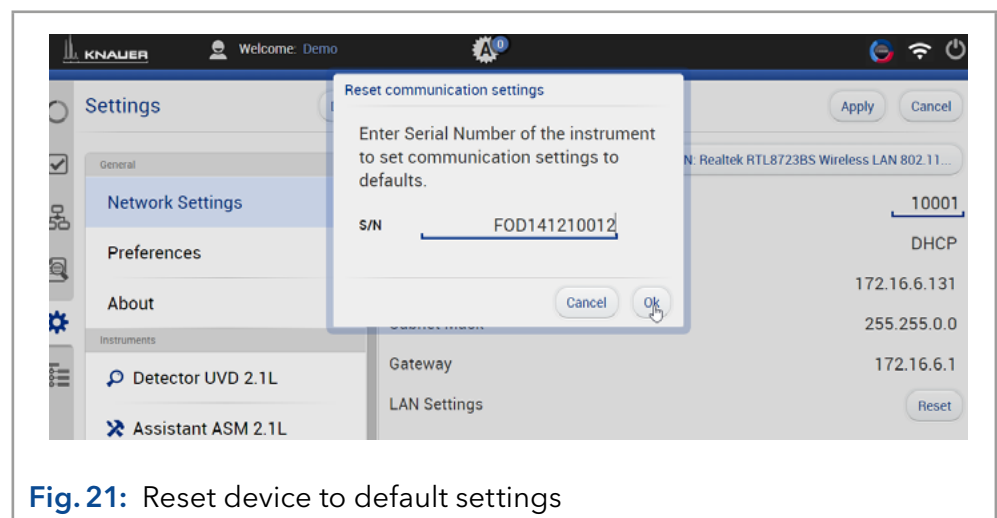 KNAUER
Welcome: Demo
A 0
Settings
Apply
Cancel
Reset communication settings
Enter Serial Number of the instrument
to set communication settings to
defaults.
S/N FOD141210012
Cancel
Ok
General
Network Settings
Preferences
About
Instruments
Detector UVD 2.1L
Assistant ASM 2.1L
N: Realtek RTL8723BS Wireless LAN 802.11...
10001
DHCP
172.16.6.131
255.255.0.0
Gateway 172.16.6.1
LAN Settings Reset
Fig. 21: Reset device to default settings